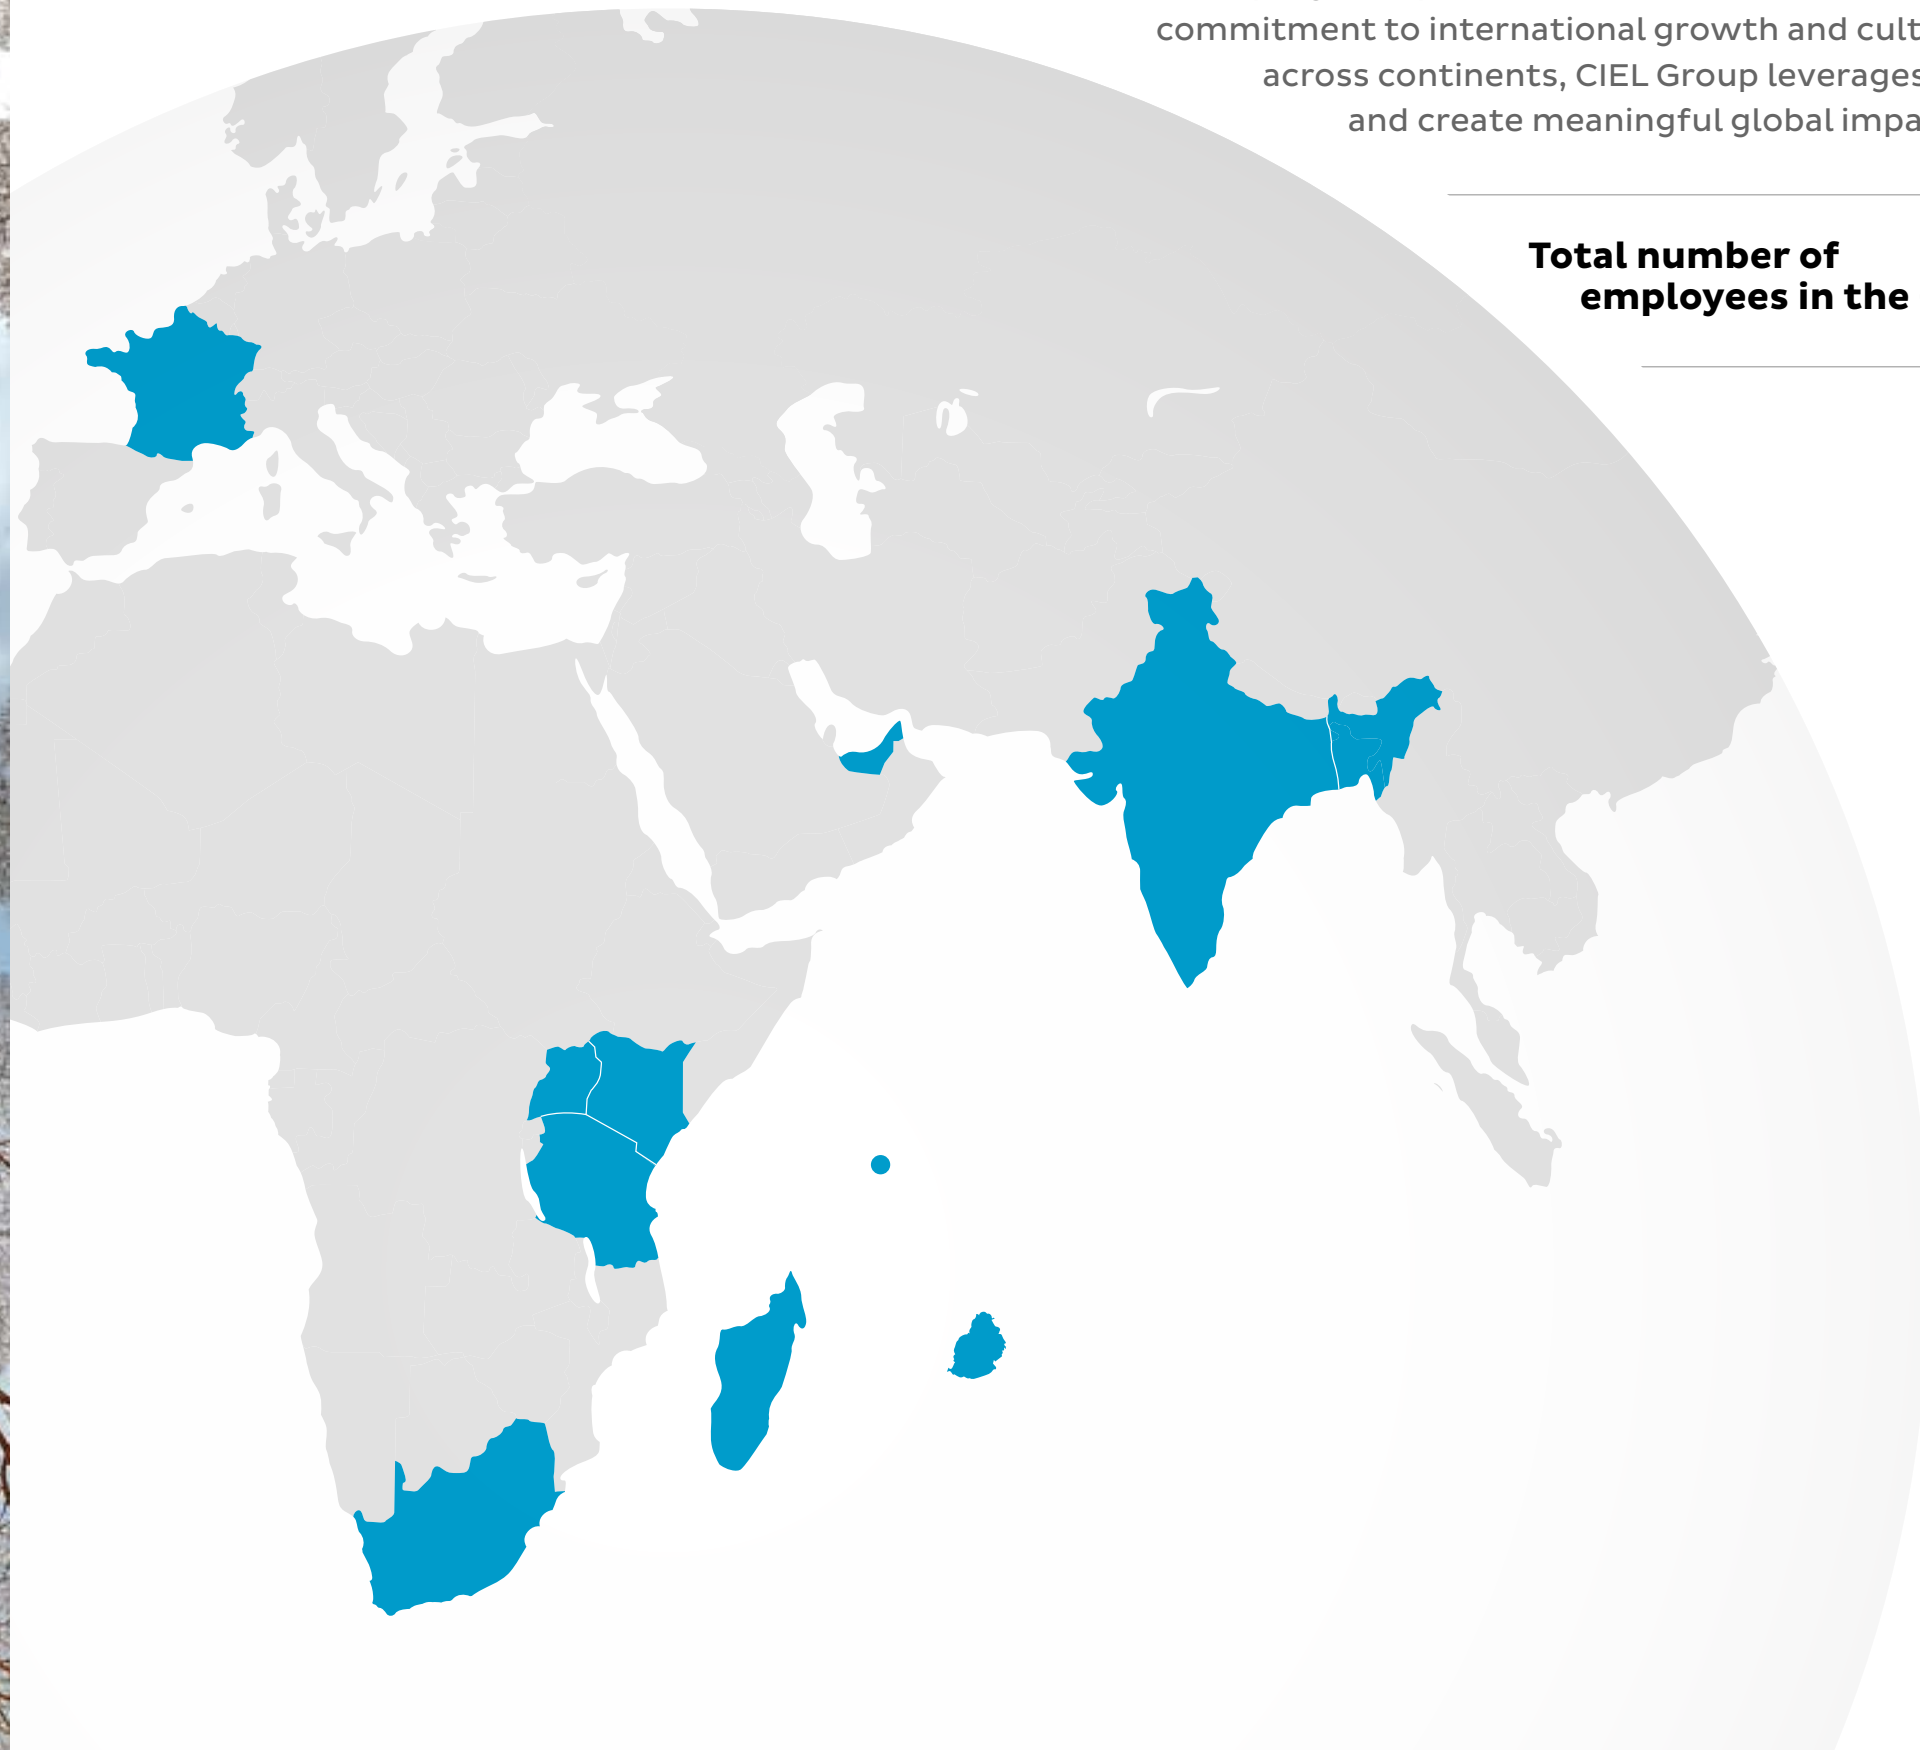 commitment to international growth and cult
across continents, CIEL Group leverages
and create meaningful global impa
Total number of
employees in the